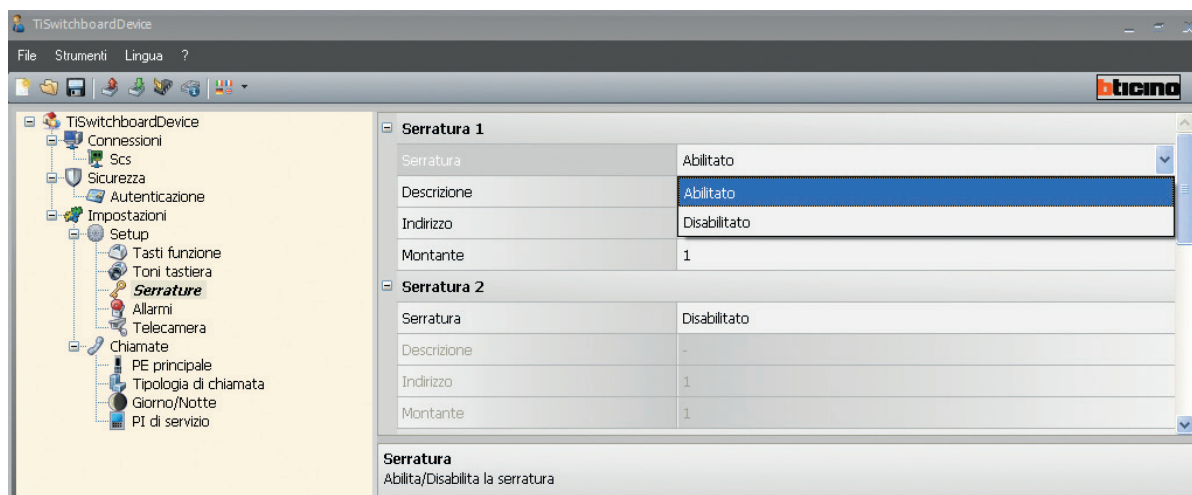 TiSwitchboardDevice
File Strumenti Lingua ?
bticino
TiSwitchboardDevice
Connessioni
Scs
Sicurezza
Autenticazione
Impostazioni
Setup
Tasti funzione
Toni tastiera
Serrature
Allarmi
Telecamera
Chiamate
PE principale
Tipologia di chiamata
Giorno/Notte
PI di servizio
Serratura 1
Serratura Abilitato
Descrizione Abilitato
Indirizzo Disabilitato
Montante 1
Serratura 2
Serratura Disabilitato
Descrizione -
Indirizzo 1
Montante 1
Serratura
Abilita/Disabilita la serratura